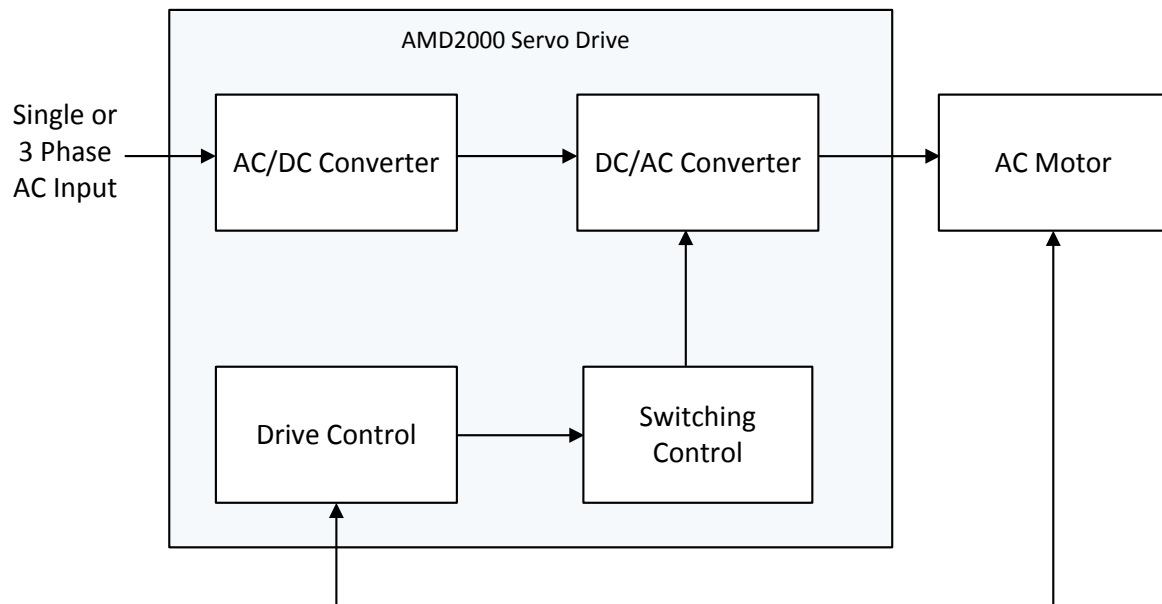 AMD2000 Servo Drive
Single or
3 Phase
AC Input
AC/DC Converter
DC/AC Converter
AC Motor
Drive Control
Switching
Control